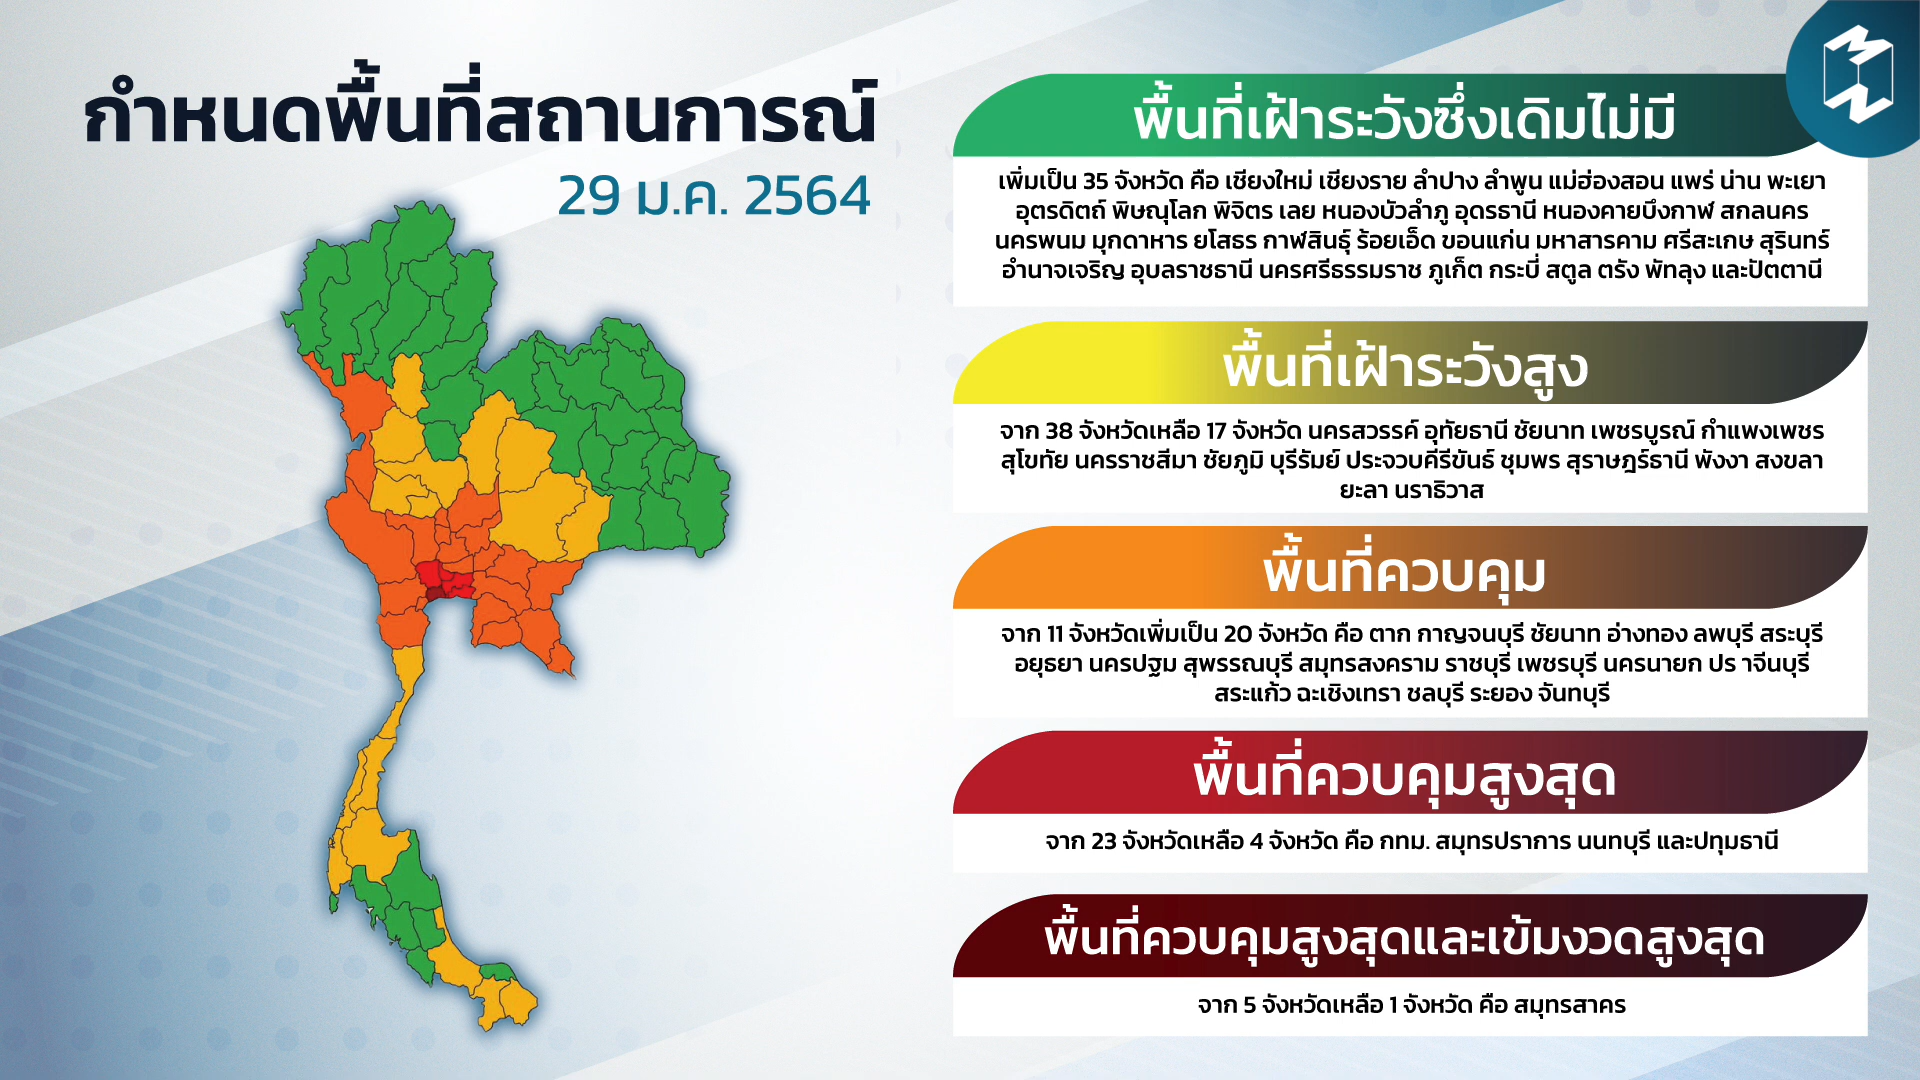 กำหนดพื้นที่สถานการณ์
29 ม.ค. 2564
พื้นที่เฝ้าระวังซึ่งเดิมไม่มี
เพิ่มเป็น 35 จังหวัด คือ เชียงใหม่ เชียงราย ลำปาง ลำพูน แม่ฮ่องสอน แพร่ น่าน พะเยา
อุตรดิตถ์ พิษณุโลก พิจิตร เลย หนองบัวลำภู อุดรธานี หนองคายบึงกาฬ สกลนคร
นครพนม มุกดาหาร ยโสธร กาฬสินธุ์ ร้อยเอ็ด ขอนแก่น มหาสารคาม ศรีสะเกษ สุรินทร์
อำนาจเจริญ อุบลราชธานี นครศรีธรรมราช ภูเก็ต กระบี่ สตูล ตรัง พัทลุง และปัตตานี
พื้นที่เฝ้าระวังสูง
จาก 38 จังหวัดเหลือ 17 จังหวัด นครสวรรค์ อุทัยธานี ชัยนาท เพชรบูรณ์ กำแพงเพชร
สุโขทัย นครราชสีมา ชัยภูมิ บุรีรัมย์ ประจวบคีรีขันธ์ ชุมพร สุราษฎร์ธานี พังงา สงขลา
ยะลา นราธิวาส
พื้นที่ควบคุม
จาก 11 จังหวัดเพิ่มเป็น 20 จังหวัด คือ ตาก กาญจนบุรี ชัยนาท อ่างทอง ลพบุรี สระบุรี
อยุธยา นครปฐม สุพรรณบุรี สมุทรสงคราม ราชบุรี เพชรบุรี นครนายก ปร าจีนบุรี
สระแก้ว ฉะเชิงเทรา ชลบุรี ระยอง จันทบุรี
พื้นที่ควบคุมสูงสุด
จาก 23 จังหวัดเหลือ 4 จังหวัด คือ กทม. สมุทรปราการ นนทบุรี และปทุมธานี
พื้นที่ควบคุมสูงสุดและเข้มงวดสูงสุด
จาก 5 จังหวัดเหลือ 1 จังหวัด คือ สมุทรสาคร